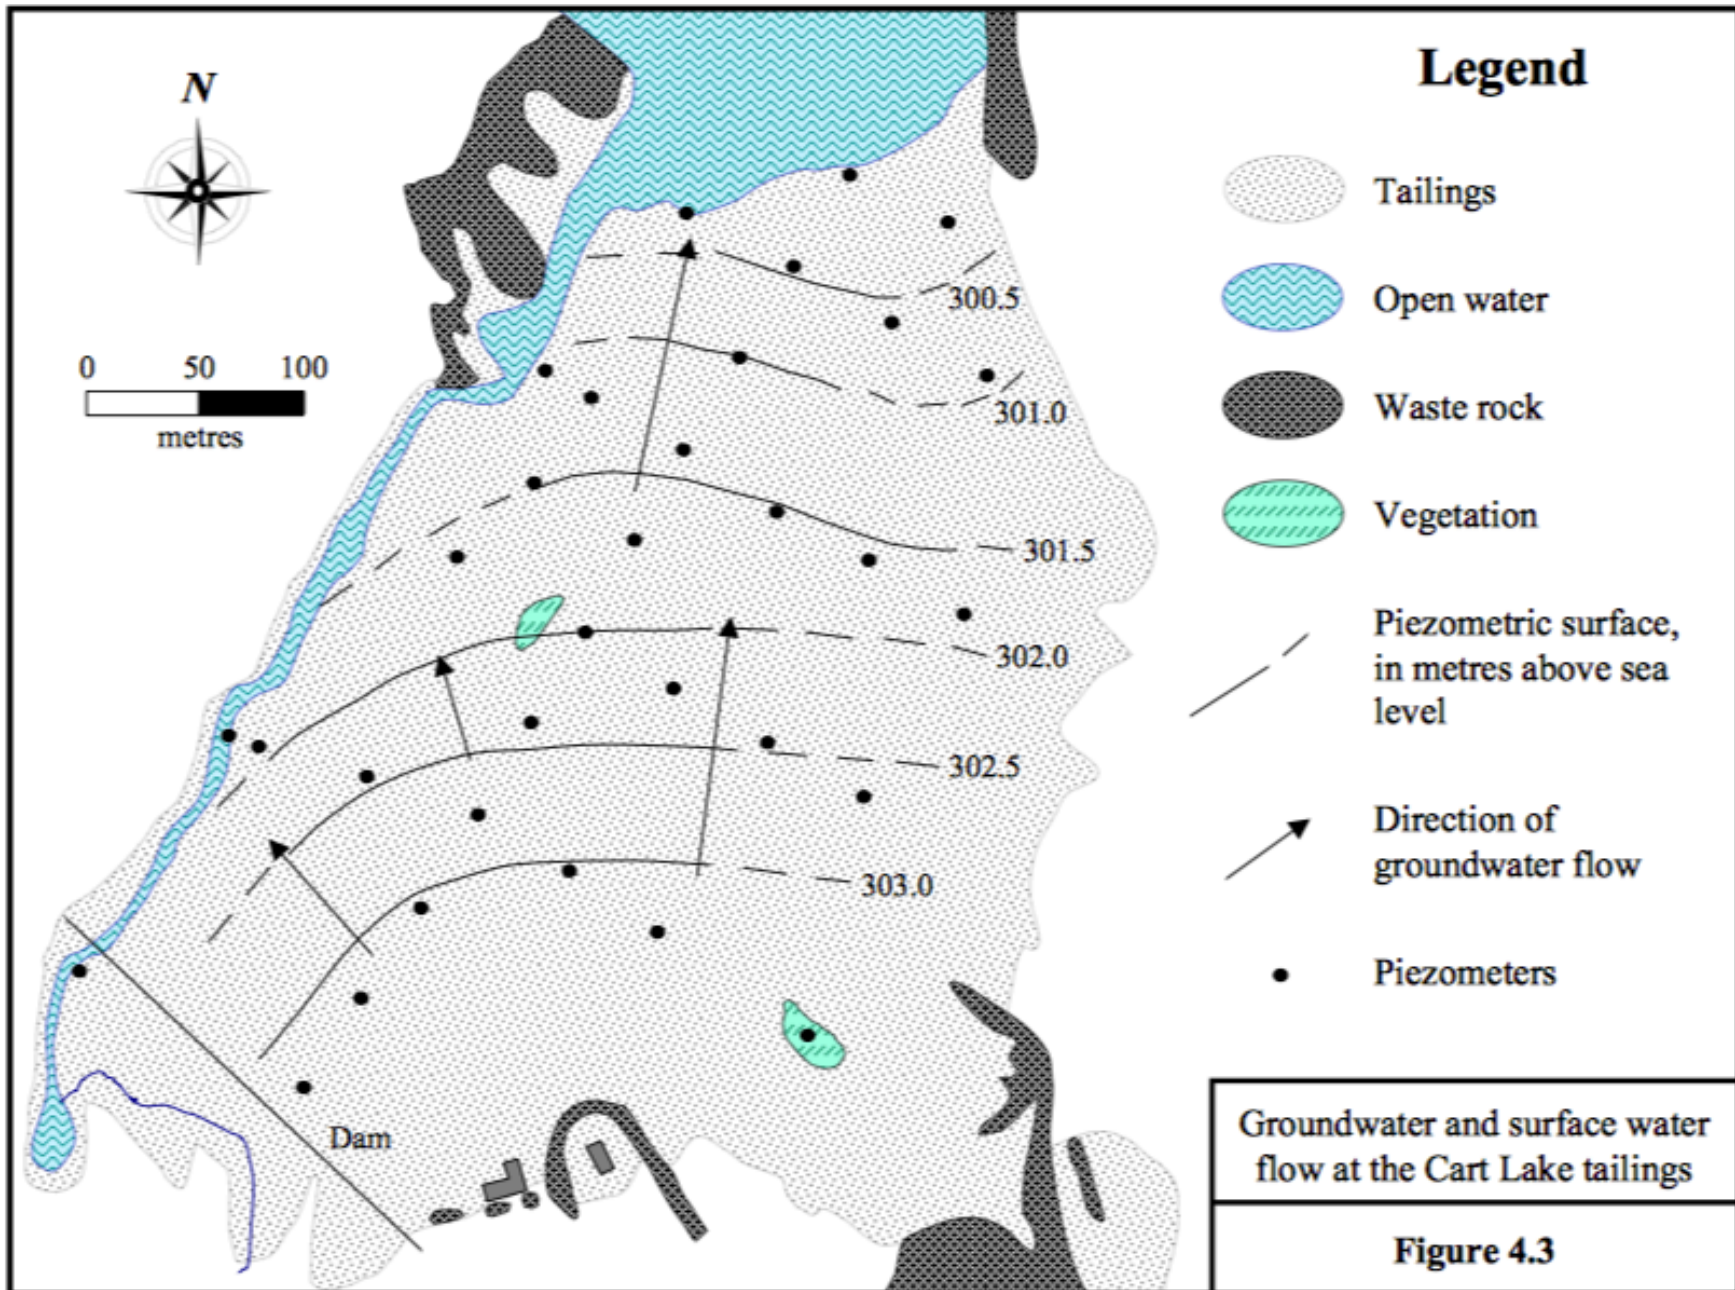 N
0 50 100
metres
300.5
301.0
301.5
302.0
302.5
303.0
Dam
Legend
Tailings
Open water
Waste rock
Vegetation
Piezometric surface,
in metres above sea
level
Direction of
groundwater flow
Piezometers
Groundwater and surface water
flow at the Cart Lake tailings
Figure 4.3